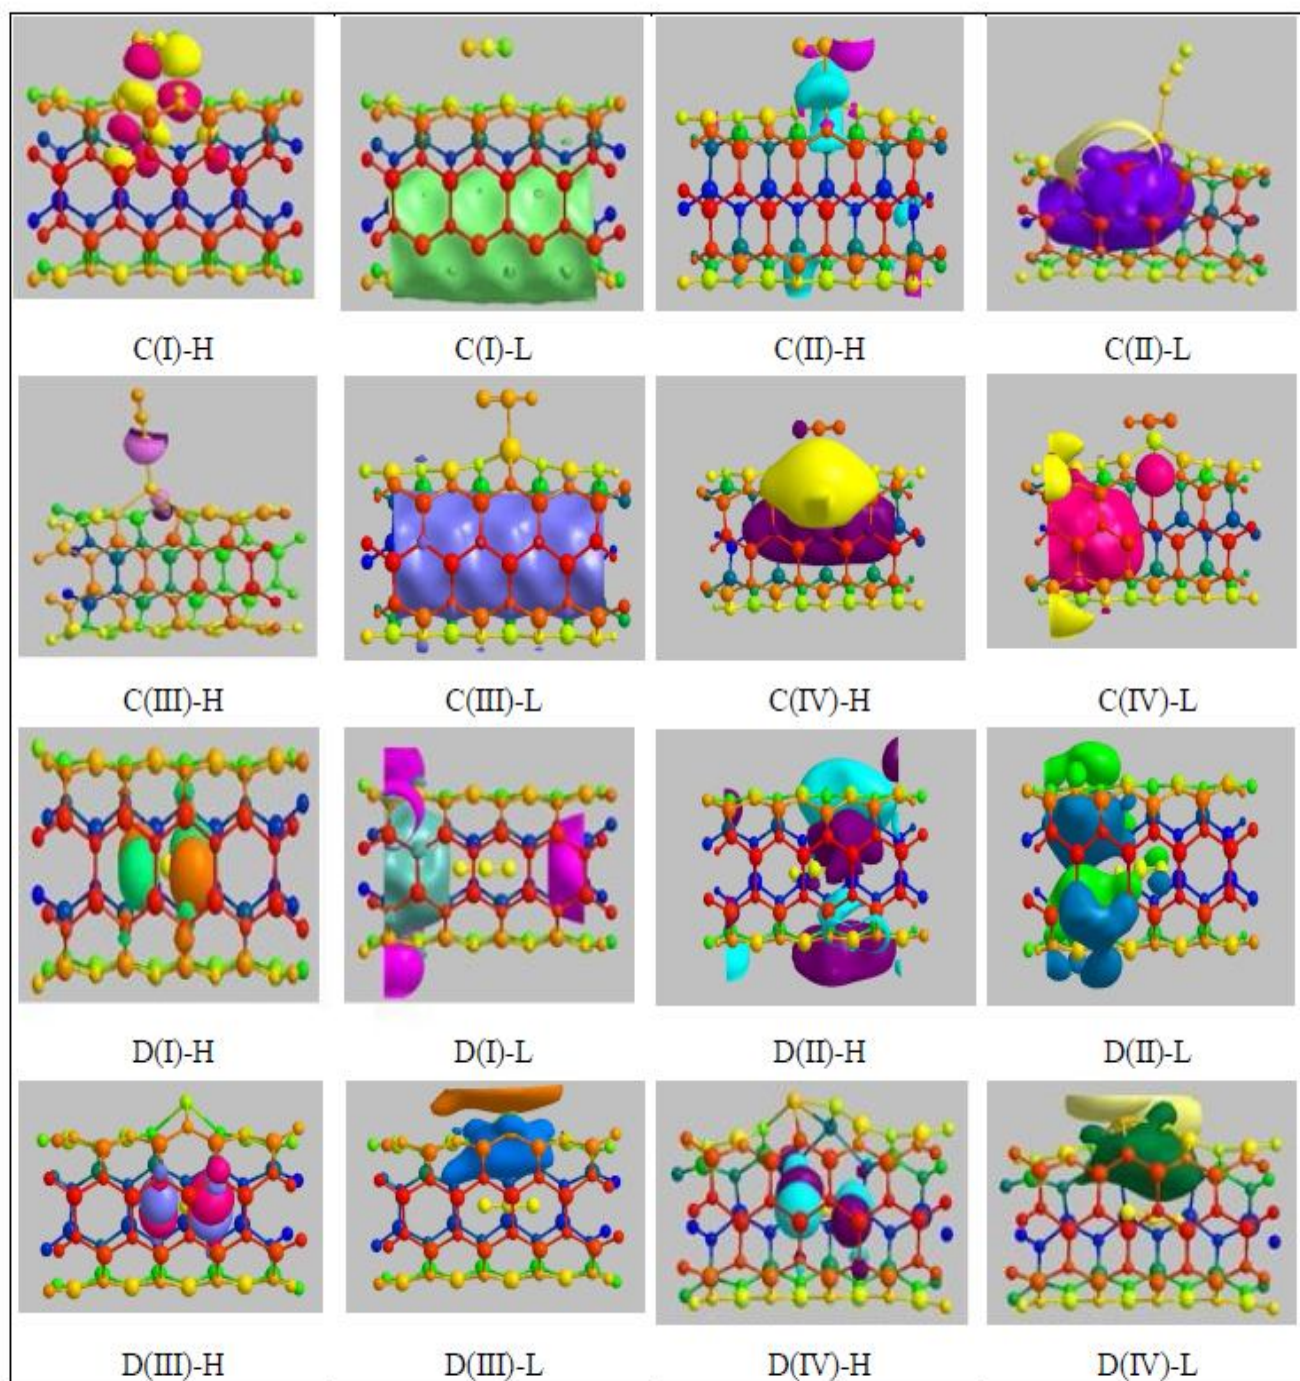 C(I)-H C(I)-L C(II)-H C(II)-L
C(III)-H C(III)-L C(IV)-H C(IV)-L
D(I)-H D(I)-L D(II)-H D(II)-L
D(III)-H D(III)-L D(IV)-H D(IV)-L